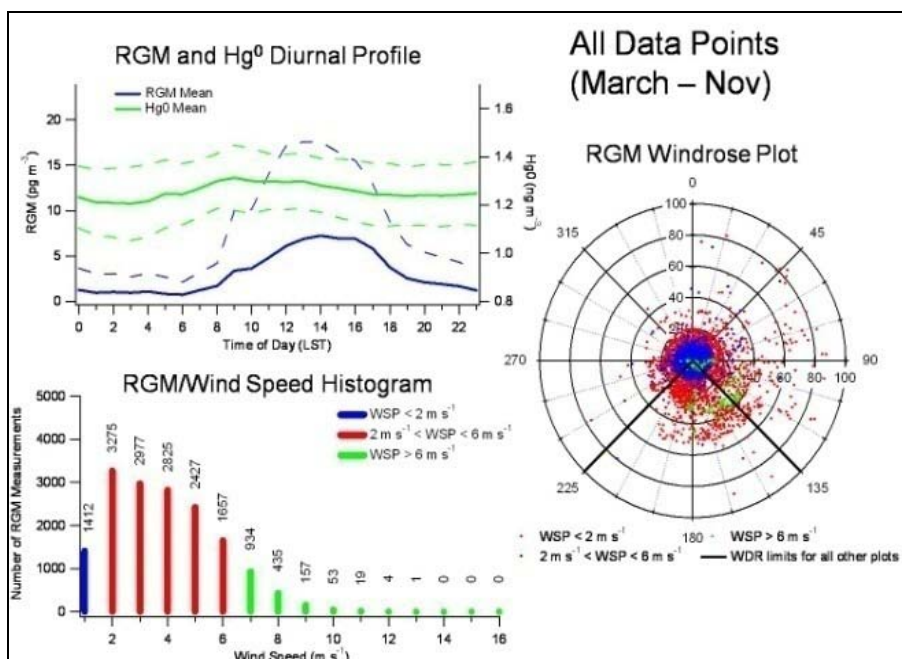 RGM and Hg⁰ Diurnal Profile
All Data Points
(March – Nov)
RGM Mean
Hg0 Mean
20
15
10
5
0
RGM (pg m⁻³)
1.6
1.4
1.2
1.0
0.8
Hg0 (ng m⁻³)
0 2 4 6 8 10 12 14 16 18 20 22
Time of Day (LST)
RGM Windrose Plot
0
45
90
135
180
225
270
315
100
80
60
40
20
40 60 80 100
WSP < 2 m s⁻¹ WSP > 6 m s⁻¹
2 m s⁻¹ < WSP < 6 m s⁻¹ WDR limits for all other plots
RGM/Wind Speed Histogram
WSP < 2 m s⁻¹
2 m s⁻¹ < WSP < 6 m s⁻¹
WSP > 6 m s⁻¹
5000
4000
3000
2000
1000
0
Number of RGM Measurements
1412 3275 2977 2825 2427 1657 934 435 157 53 19 4 1 0 0 0
2 4 6 8 10 12 14 16
Wind Speed (m s⁻¹)